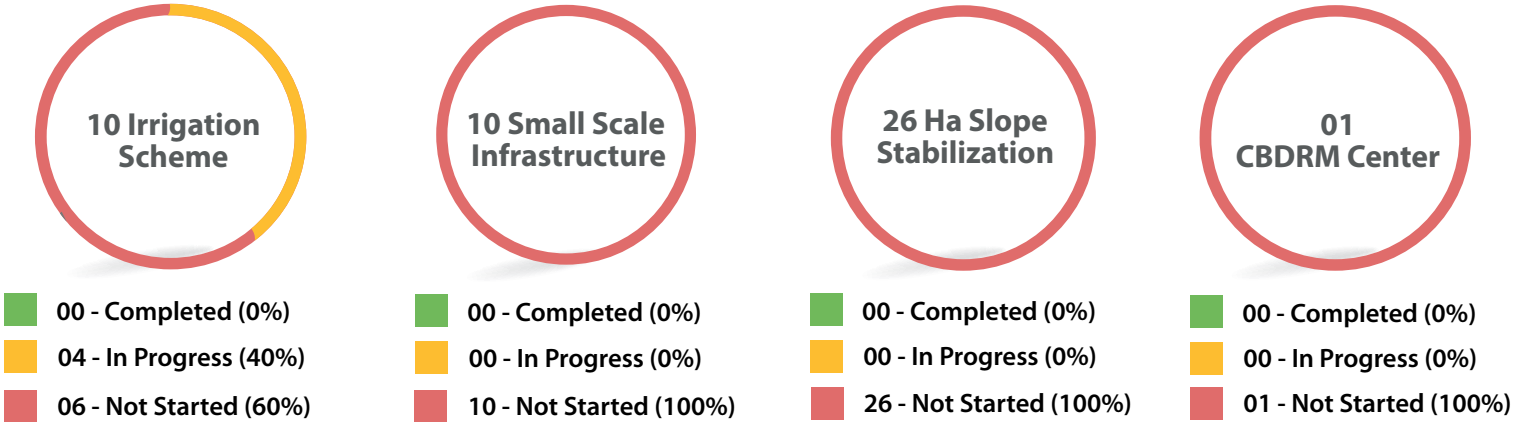 10 Irrigation
Scheme
00 - Completed (0%)
04 - In Progress (40%)
06 - Not Started (60%)
10 Small Scale
Infrastructure
00 - Completed (0%)
00 - In Progress (0%)
10 - Not Started (100%)
26 Ha Slope
Stabilization
00 - Completed (0%)
00 - In Progress (0%)
26 - Not Started (100%)
01
CBDRM Center
00 - Completed (0%)
00 - In Progress (0%)
01 - Not Started (100%)